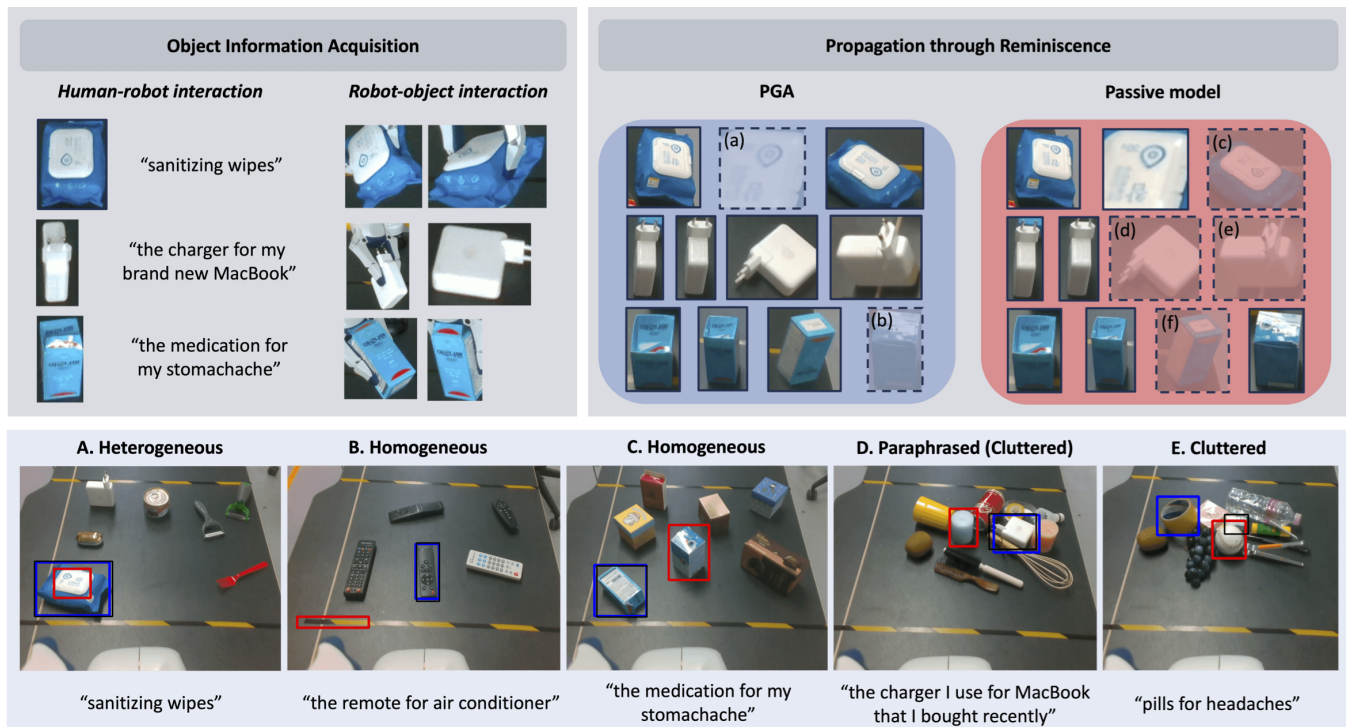 Object Information Acquisition
Human-robot interaction
Robot-object interaction
“sanitizing wipes”
“the charger for my
brand new MacBook”
“the medication for
my stomachache”
Propagation through Reminiscence
PGA
Passive model
(a)
(c)
(d)
(e)
(b)
(f)
A. Heterogeneous
B. Homogeneous
C. Homogeneous
D. Paraphrased (Cluttered)
E. Cluttered
“sanitizing wipes”
“the remote for air conditioner”
“the medication for my
stomachache”
“the charger I use for MacBook
that I bought recently”
“pills for headaches”